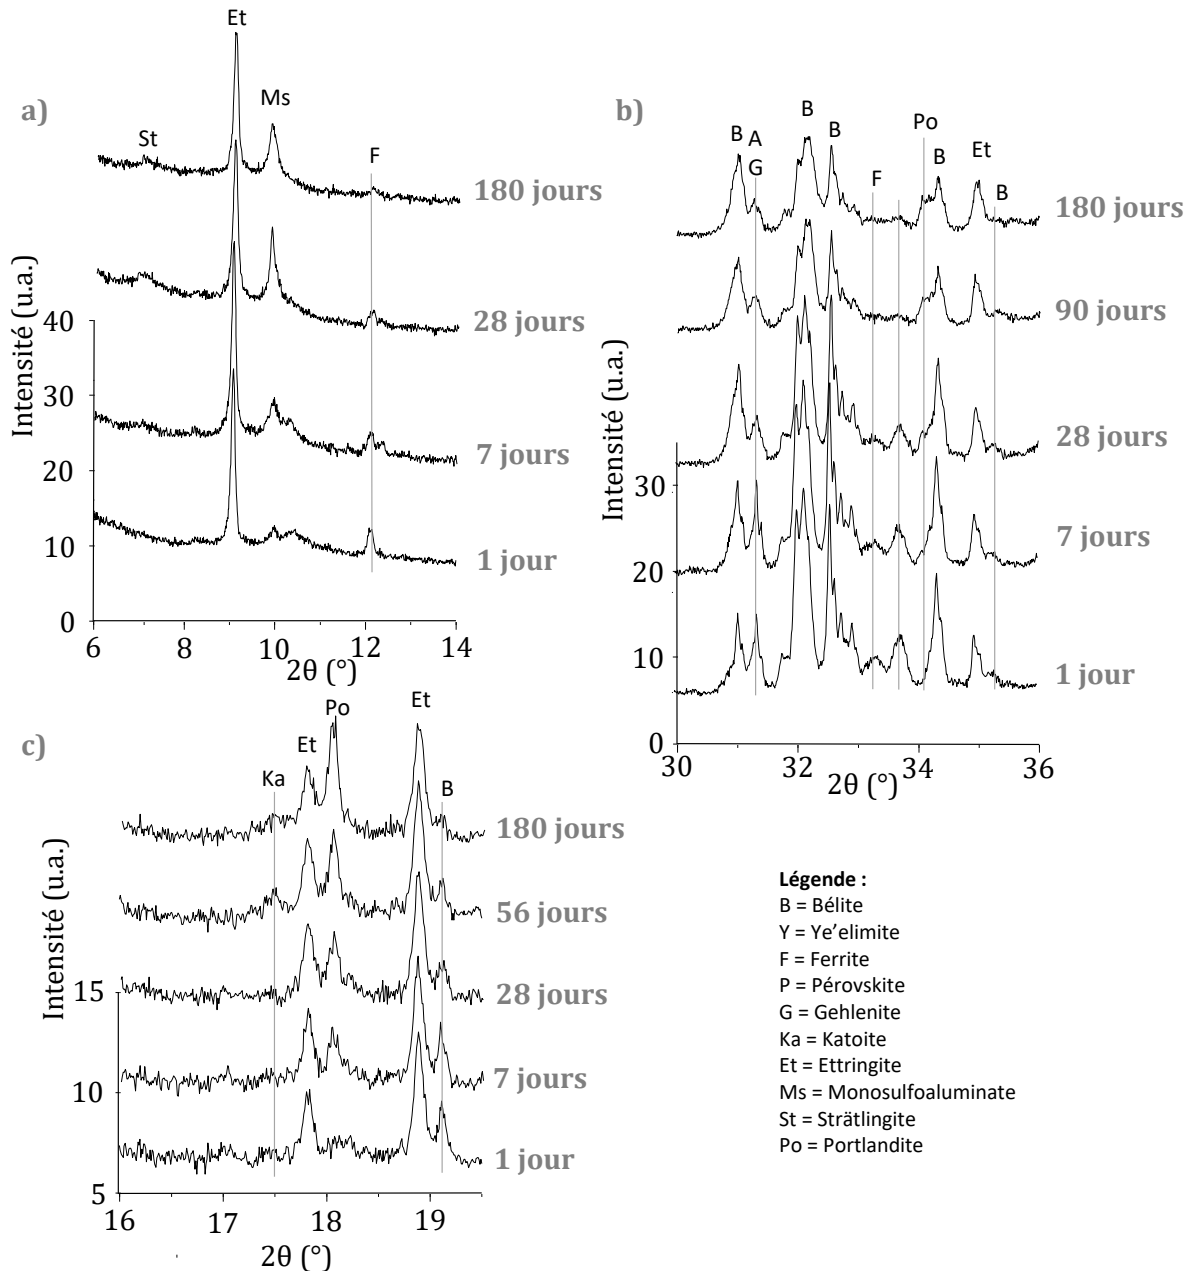 a)
Et
St
Ms
F
180 jours
28 jours
7 jours
1 jour
Intensité (u.a.)
40
30
20
10
0
6
8
10
12
14
2θ (°)
b)
B
A
G
B
B
F
Po
B
Et
B
180 jours
90 jours
28 jours
7 jours
1 jour
Intensité (u.a.)
30
20
10
0
30
32
34
36
2θ (°)
c)
Ka
Et
Po
Et
B
180 jours
56 jours
28 jours
7 jours
1 jour
Intensité (u.a.)
15
10
5
16
17
18
19
2θ (°)
Légende :
B = Bélite
Y = Ye’elimite
F = Ferrite
P = Pérovskite
G = Gehlenite
Ka = Katoite
Et = Ettringite
Ms = Monosulfoaluminate
St = Strätlingite
Po = Portlandite